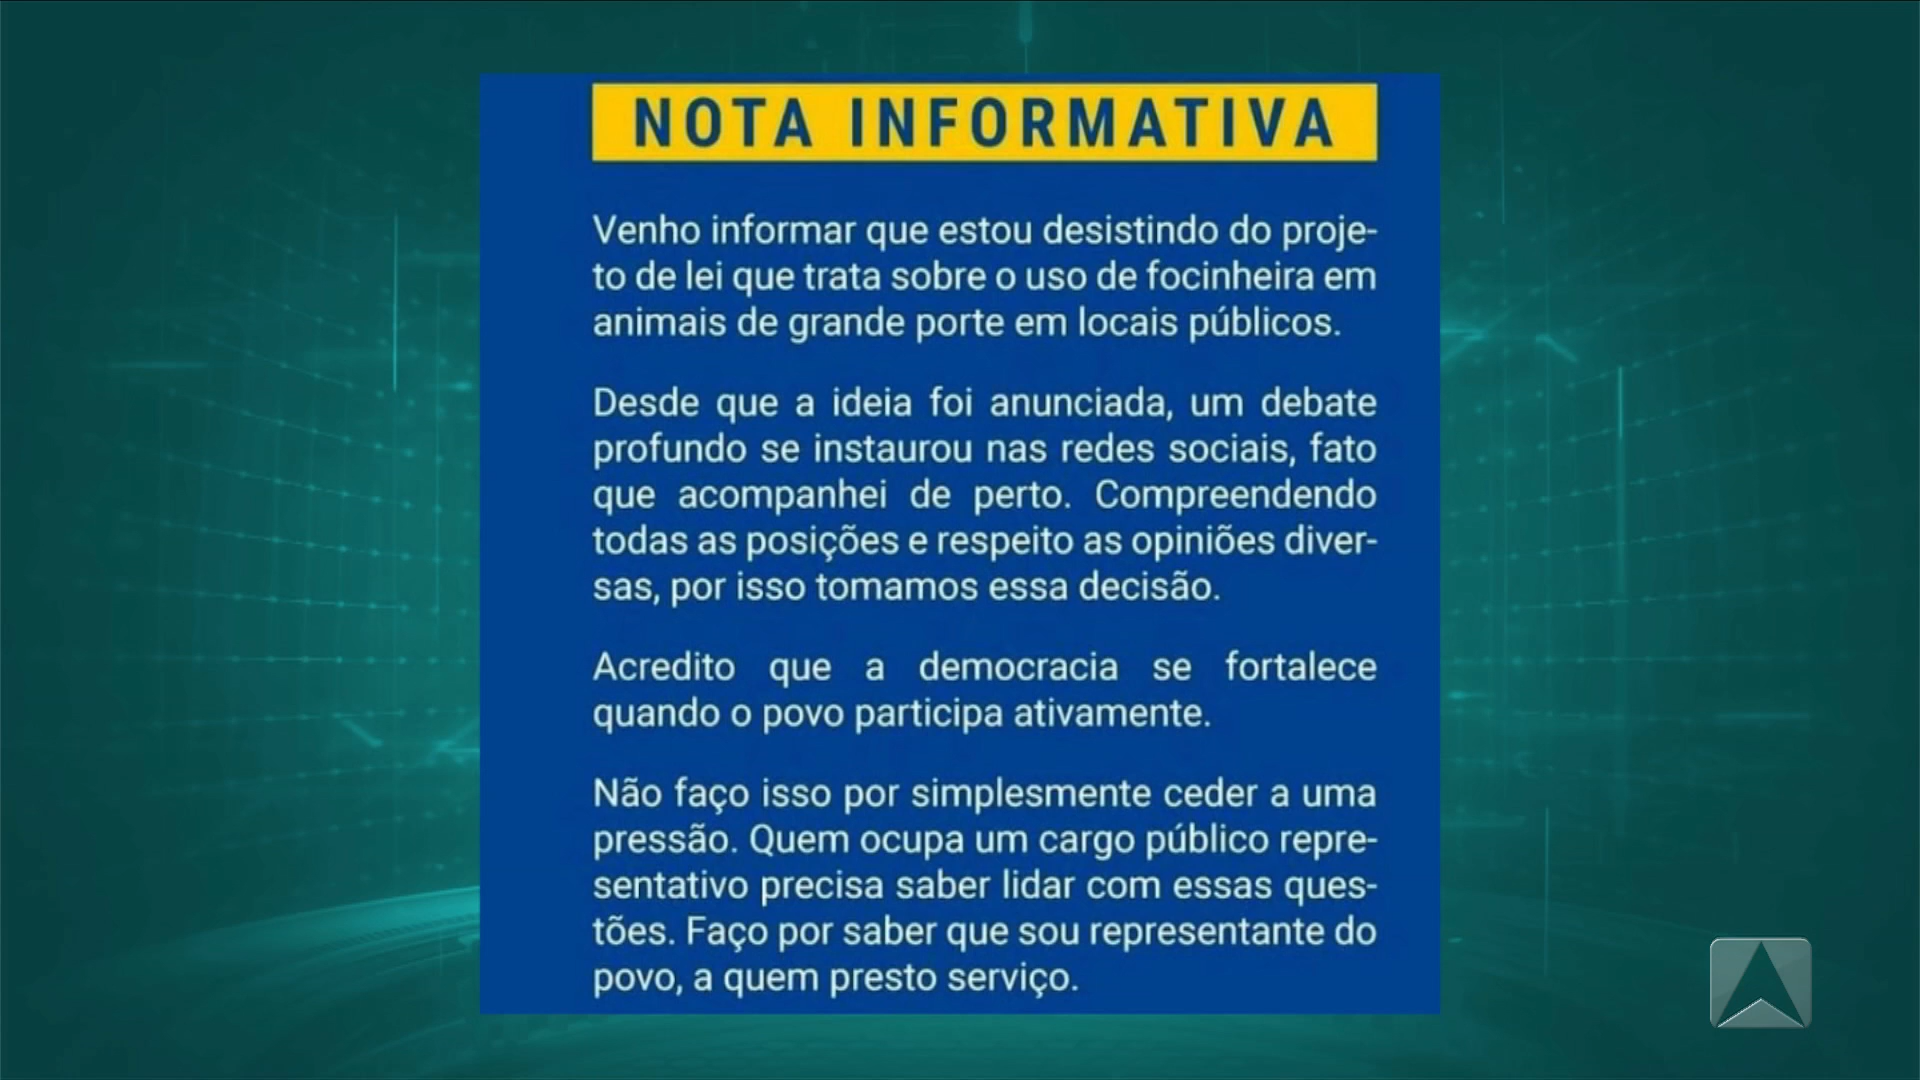 NOTA INFORMATIVA
Venho informar que estou desistindo do proje-
to de lei que trata sobre o uso de focinheira em
animais de grande porte em locais públicos.
Desde que a ideia foi anunciada, um debate
profundo se instaurou nas redes sociais, fato
que acompanhei de perto. Compreendendo
todas as posições e respeito as opiniões diver-
sas, por isso tomamos essa decisão.
Acredito que a democracia se fortalece
quando o povo participa ativamente.
Não faço isso por simplesmente ceder a uma
pressão. Quem ocupa um cargo público repre-
sentativo precisa saber lidar com essas ques-
tões. Faço por saber que sou representante do
povo, a quem presto serviço.